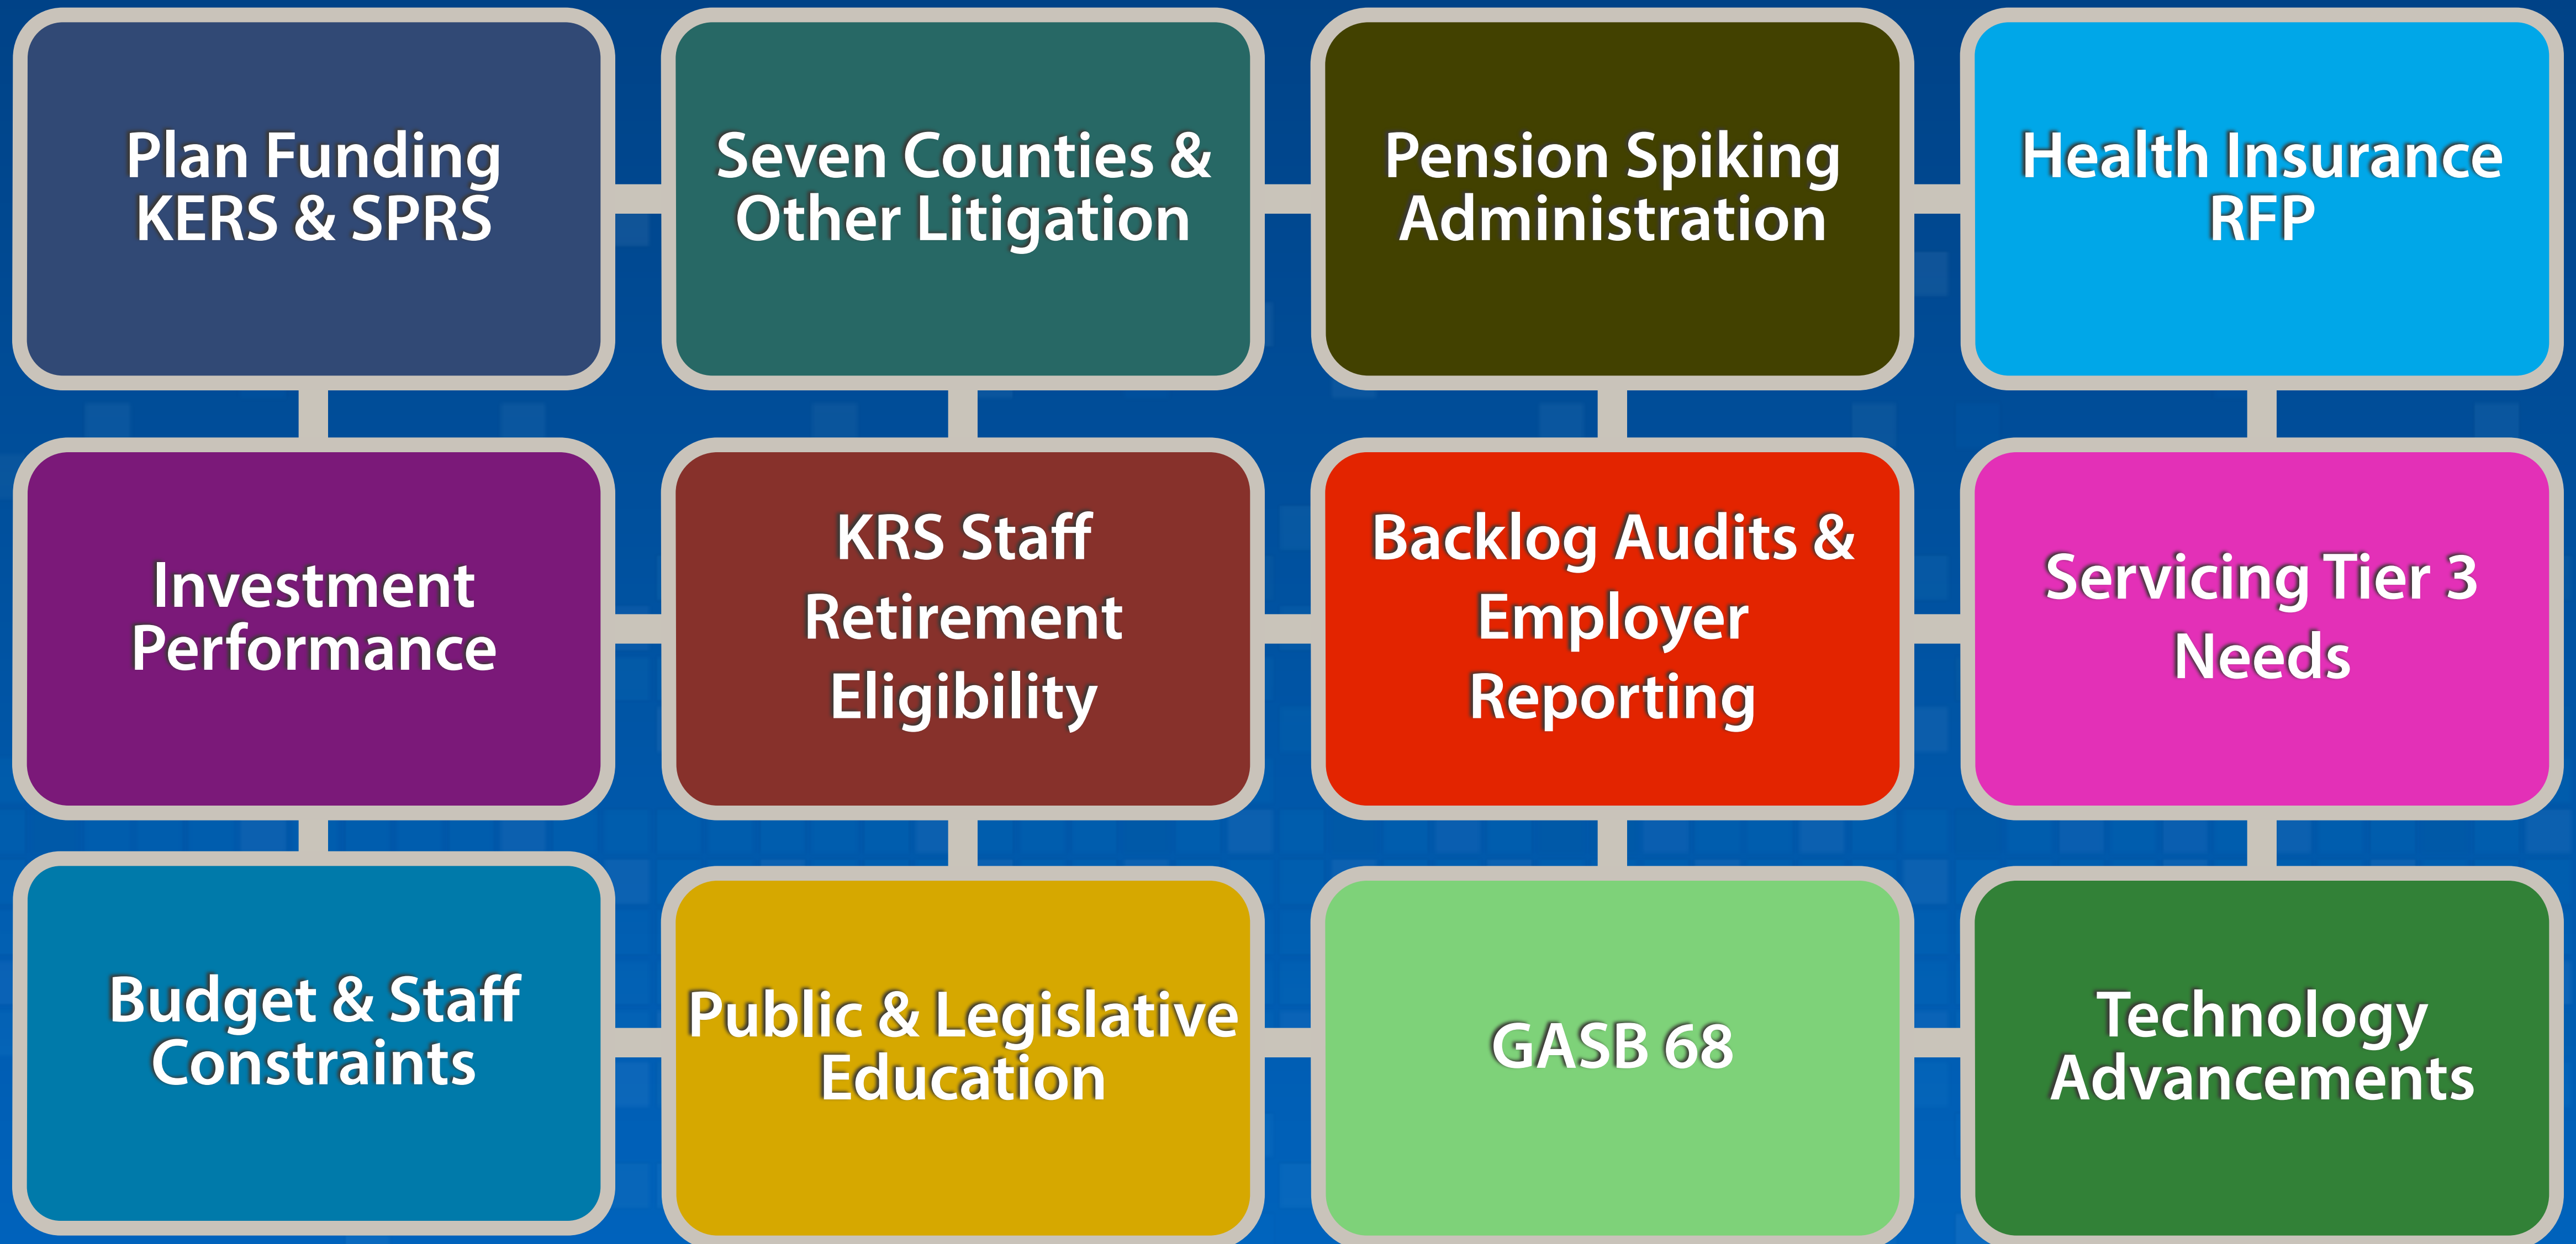 Plan Funding
KERS & SPRS
Seven Counties &
Other Litigation
Pension Spiking
Administration
Health Insurance
RFP
Investment
Performance
KRS Staff
Retirement
Eligibility
Backlog Audits &
Employer
Reporting
Servicing Tier 3
Needs
Budget & Staff
Constraints
Public & Legislative
Education
GASB 68
Technology
Advancements